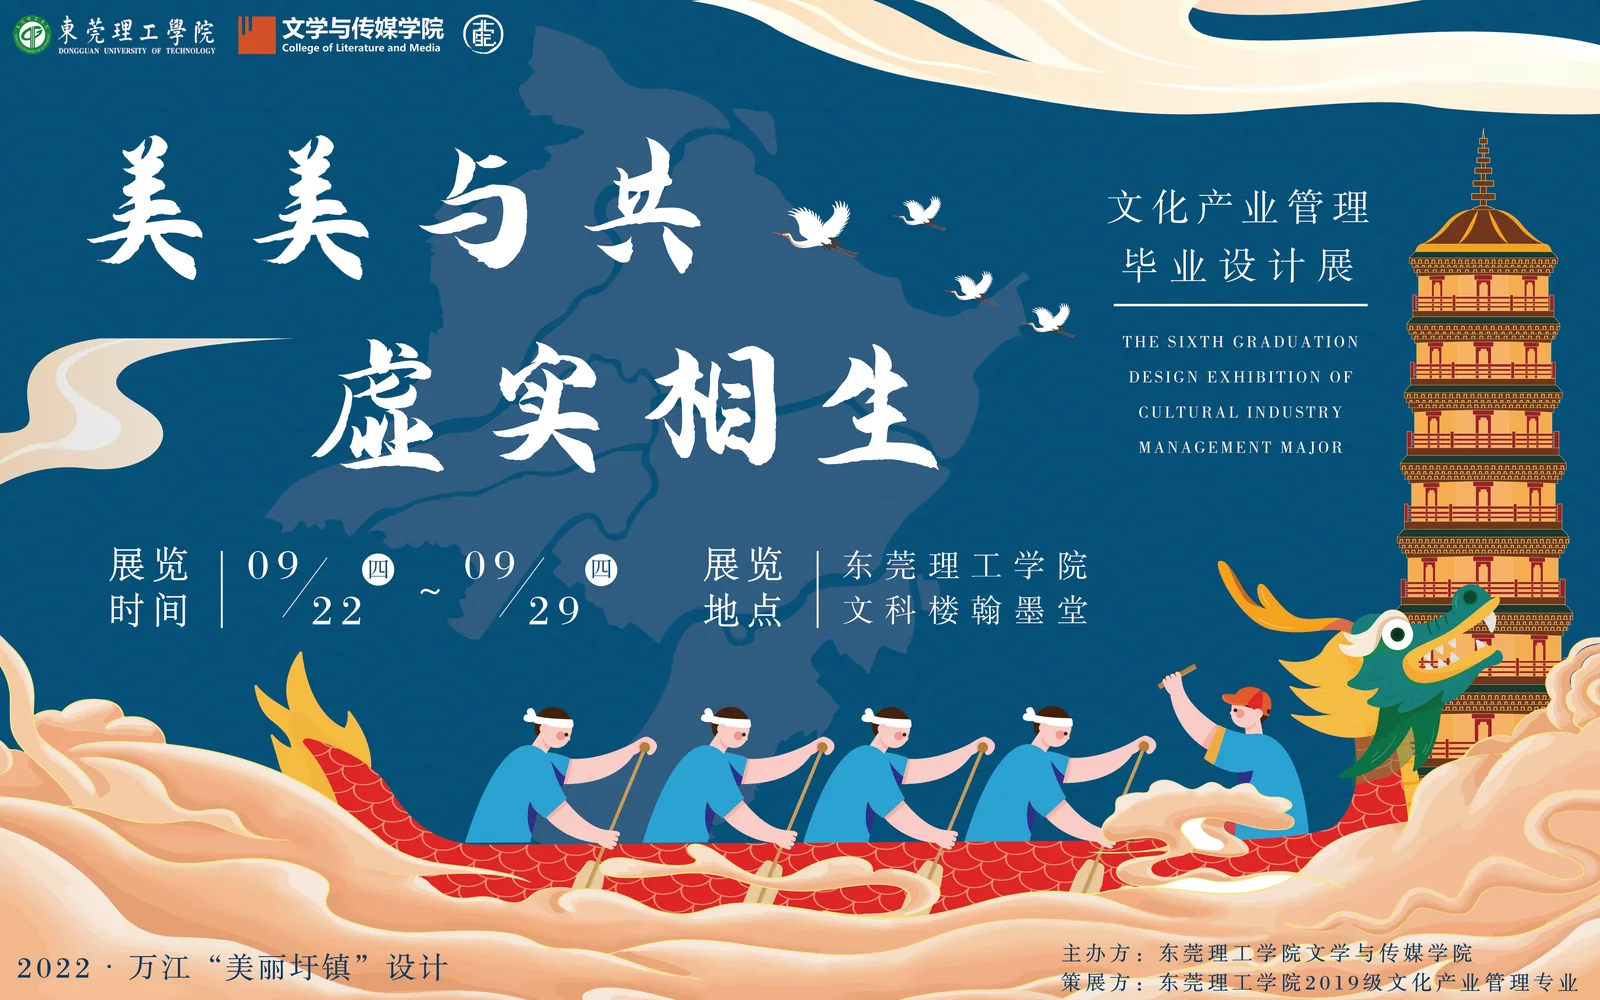 東莞理工學院
DONGGUAN UNIVERSITY OF TECHNOLOGY
文学与传媒学院
College of Literature and Media
美美与共
虚实相生
文化产业管理
毕业设计展
THE SIXTH GRADUATION
DESIGN EXHIBITION OF
CULTURAL INDUSTRY
MANAGEMENT MAJOR
展览时间
09/22 四 ~ 09/29 四
展览地点
东莞理工学院
文科楼翰墨堂
2022 · 万江“美丽圩镇”设计
主办方：东莞理工学院文学与传媒学院
策展方：东莞理工学院2019级文化产业管理专业